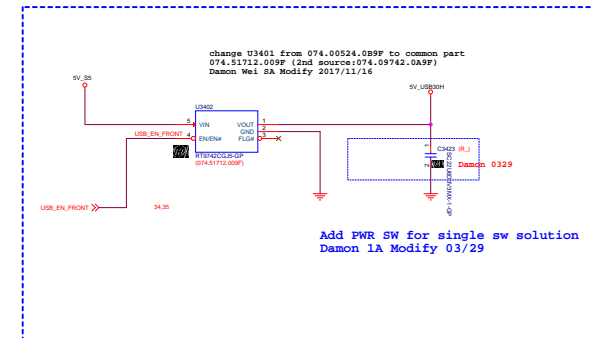 change U3401 from 074.00524.0B9F to common part
074.51712.009F (2nd source:074.09742.0A9F)
Damon Wei SA Modify 2017/11/16
5V_S5
5V_USB30H
U3402
5 VIN VOUT 1
GND 2
USB_EN_FRONT 4 EN/EN# FLG# 3
RT9742CGJ5-GP
(074.51712.009F)
1
C3423 (R_)
2
Damon 0329
USB_EN_FRONT 34,35
Add PWR SW for single sw solution
Damon 1A Modify 03/29